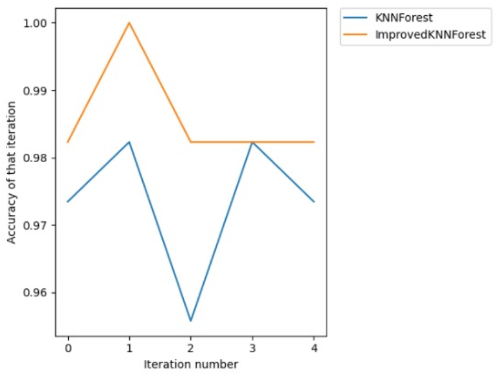 KNNForest
ImprovedKNNForest
1.00
0.99
0.98
0.97
0.96
Accuracy of that iteration
0 1 2 3 4
Iteration number